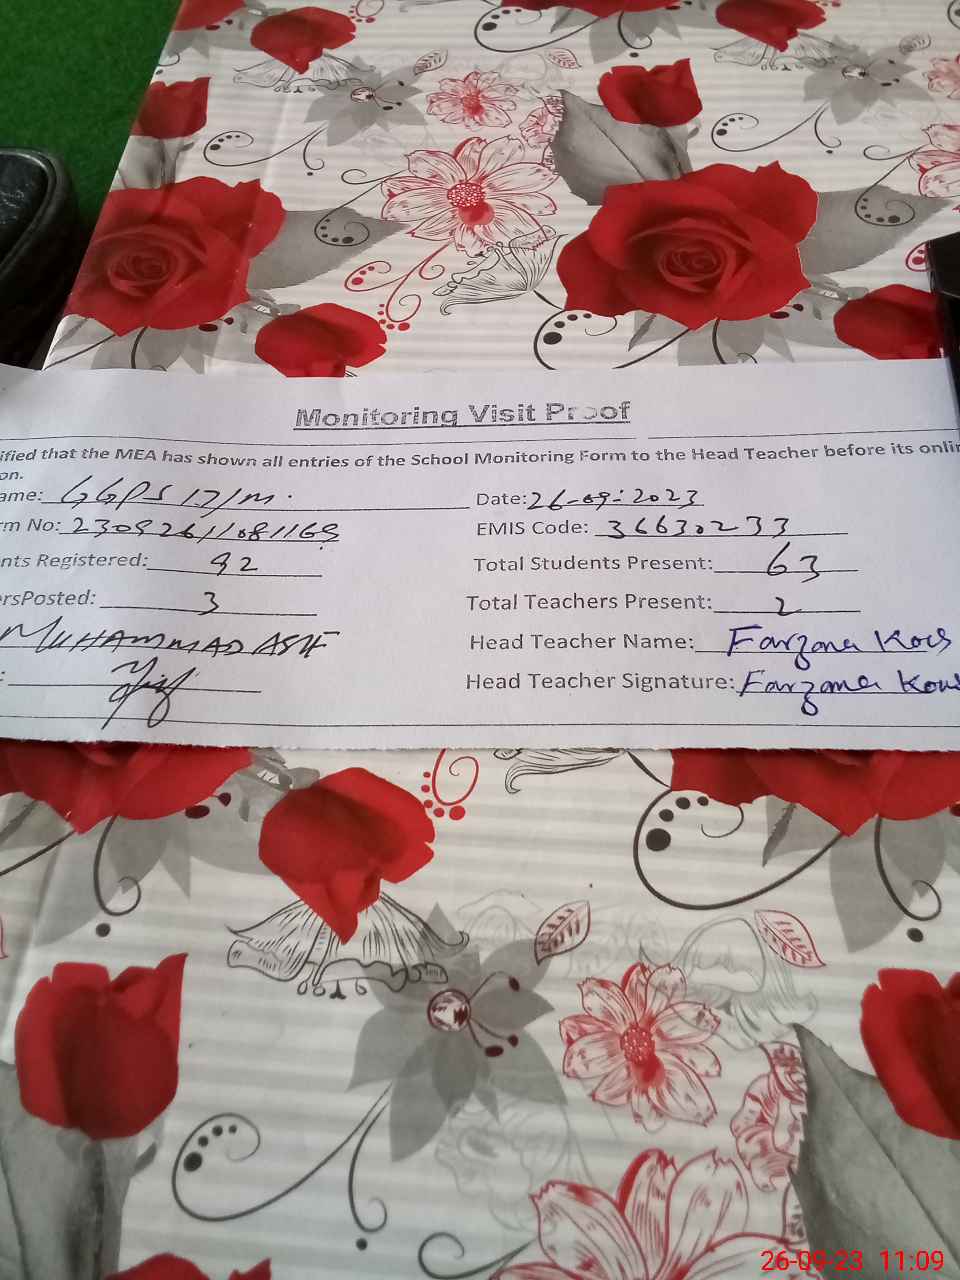 Monitoring Visit Proof
ified that the MEA has shown all entries of the School Monitoring Form to the Head Teacher before its onlin
on.
ame: GGPS 17/m. Date: 26-09-2023
rm No: 23092611081169 EMIS Code: 36630233
nts Registered: 92 Total Students Present: 63
ersPosted: 3 Total Teachers Present: 2
MUHAMMAD ASIF Head Teacher Name: Farzana
: Head Teacher Signature: Farzana
26-09-23 11:09